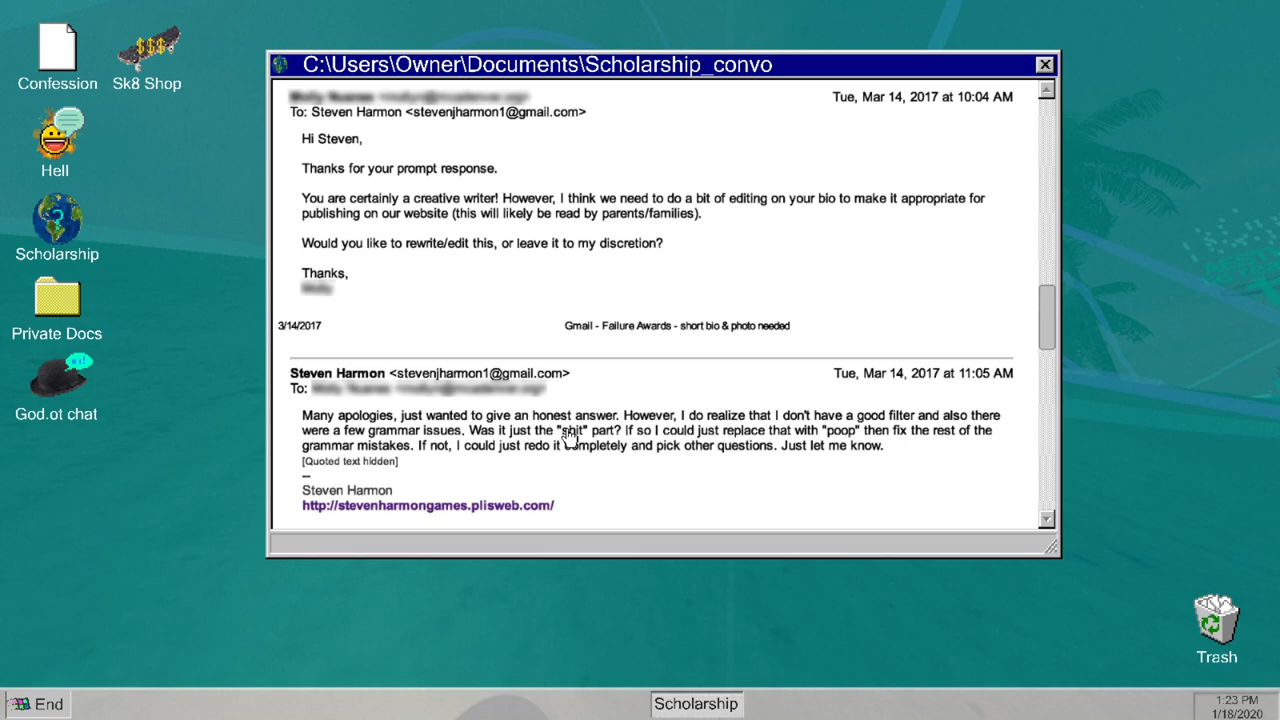 Confession
Sk8 Shop
Hell
Scholarship
Private Docs
God.ot chat
C:\Users\Owner\Documents\Scholarship_convo
Tue, Mar 14, 2017 at 10:04 AM
To: Steven Harmon <stevenjharmon1@gmail.com>
Hi Steven,
Thanks for your prompt response.
You are certainly a creative writer! However, I think we need to do a bit of editing on your bio to make it appropriate for
publishing on our website (this will likely be read by parents/families).
Would you like to rewrite/edit this, or leave it to my discretion?
Thanks,
3/14/2017
Gmail - Failure Awards - short bio & photo needed
Steven Harmon <stevenjharmon1@gmail.com>
Tue, Mar 14, 2017 at 11:05 AM
To:
Many apologies, just wanted to give an honest answer. However, I do realize that I don't have a good filter and also there
were a few grammar issues. Was it just the "shit" part? If so I could just replace that with "poop" then fix the rest of the
grammar mistakes. If not, I could just redo it completely and pick other questions. Just let me know.
[Quoted text hidden]
--
Steven Harmon
http://stevenharmongames.plisweb.com/
Trash
End
Scholarship
1:23 PM
1/18/2020